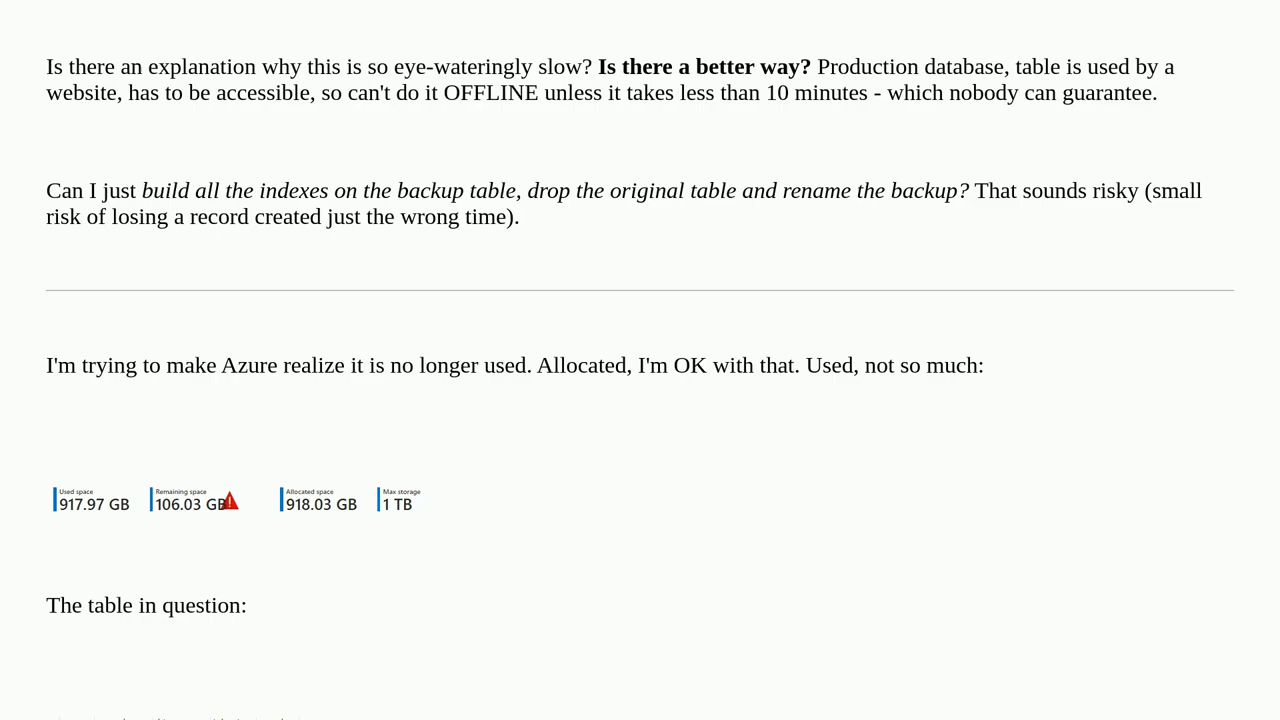 Is there an explanation why this is so eye-wateringly slow? Is there a better way? Production database, table is used by a
website, has to be accessible, so can't do it OFFLINE unless it takes less than 10 minutes - which nobody can guarantee.
Can I just build all the indexes on the backup table, drop the original table and rename the backup? That sounds risky (small
risk of losing a record created just the wrong time).
I'm trying to make Azure realize it is no longer used. Allocated, I'm OK with that. Used, not so much:
Used space Remaining space Allocated space Max storage
917.97 GB 106.03 GB 918.03 GB 1 TB
The table in question: